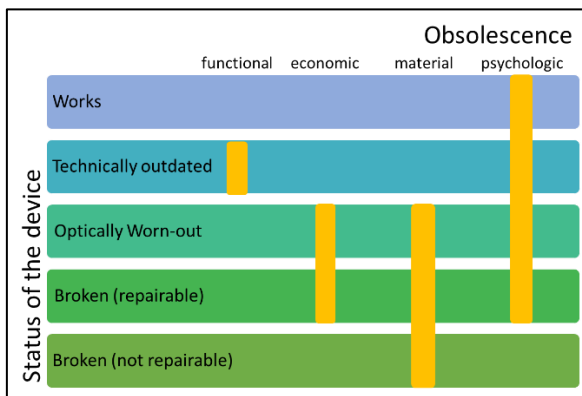 Obsolescence
functional economic material psychologic
Works
Technically outdated
Optically Worn-out
Broken (repairable)
Broken (not repairable)
Status of the device